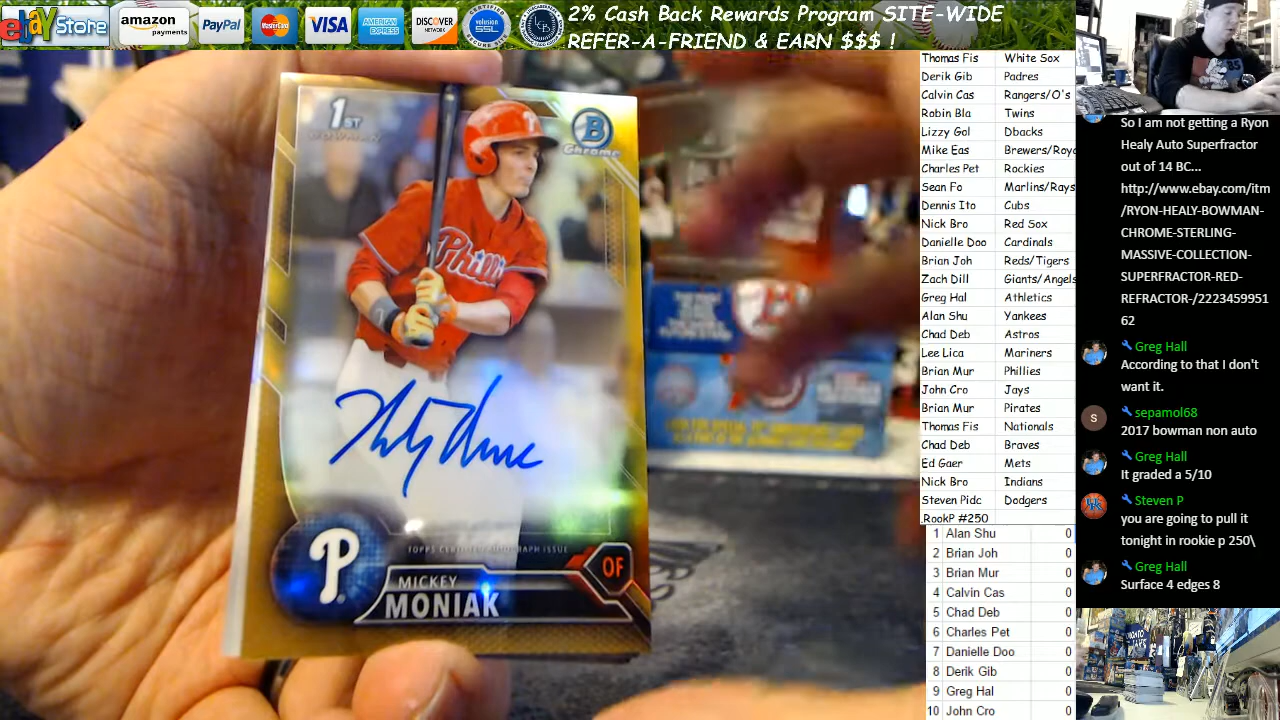 ebay Store
amazon
payments
PayPal
MasterCard
VISA
AMERICAN
EXPRESS
DISCOVER
NETWORK
CERTIFIED
volusion
SSL
2% Cash Back Rewards Program SITE-WIDE
REFER-A-FRIEND & EARN $$$ !
1ST
BOWMAN
B
Chrome
Phillies
TOPPS CERTIFIED AUTOGRAPH ISSUE
P
OF
MICKEY
MONIAK
Thomas Fis White Sox
Derik Gib Padres
Calvin Cas Rangers/O's
Robin Bla Twins
Lizzy Gol Dbacks
Mike Eas Brewers/Roya
Charles Pet Rockies
Sean Fo Marlins/Rays
Dennis Ito Cubs
Nick Bro Red Sox
Danielle Doo Cardinals
Brian Joh Reds/Tigers
Zach Dill Giants/Angels
Greg Hal Athletics
Alan Shu Yankees
Chad Deb Astros
Lee Lica Mariners
Brian Mur Phillies
John Cro Jays
Brian Mur Pirates
Thomas Fis Nationals
Chad Deb Braves
Ed Gaer Mets
Nick Bro Indians
Steven Pidc Dodgers
.RookP #250
1 Alan Shu 0
2 Brian Joh 0
3 Brian Mur 0
4 Calvin Cas 0
5 Chad Deb 0
6 Charles Pet 0
7 Danielle Doo 0
8 Derik Gib 0
9 Greg Hal 0
10 John Cro 0
So I am not getting a Ryon
Healy Auto Superfractor
out of 14 BC...
http://www.ebay.com/itm
/RYON-HEALY-BOWMAN-
CHROME-STERLING-
MASSIVE-COLLECTION-
SUPERFRACTOR-RED-
REFRACTOR-/2223459951
62
Greg Hall
According to that I don't
want it.
S
sepamol68
2017 bowman non auto
Greg Hall
It graded a 5/10
Steven P
you are going to pull it
tonight in rookie p 250\
Greg Hall
Surface 4 edges 8